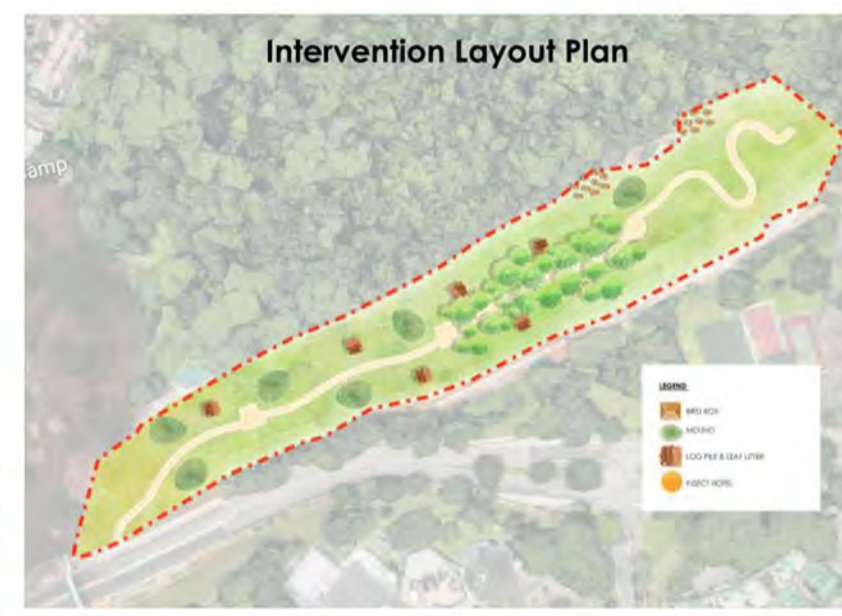 Intervention Layout Plan
amp
LEGEND
BIRD BOX
MOUND
LOG PILE & LEAF LITTER
INSECT HOTEL